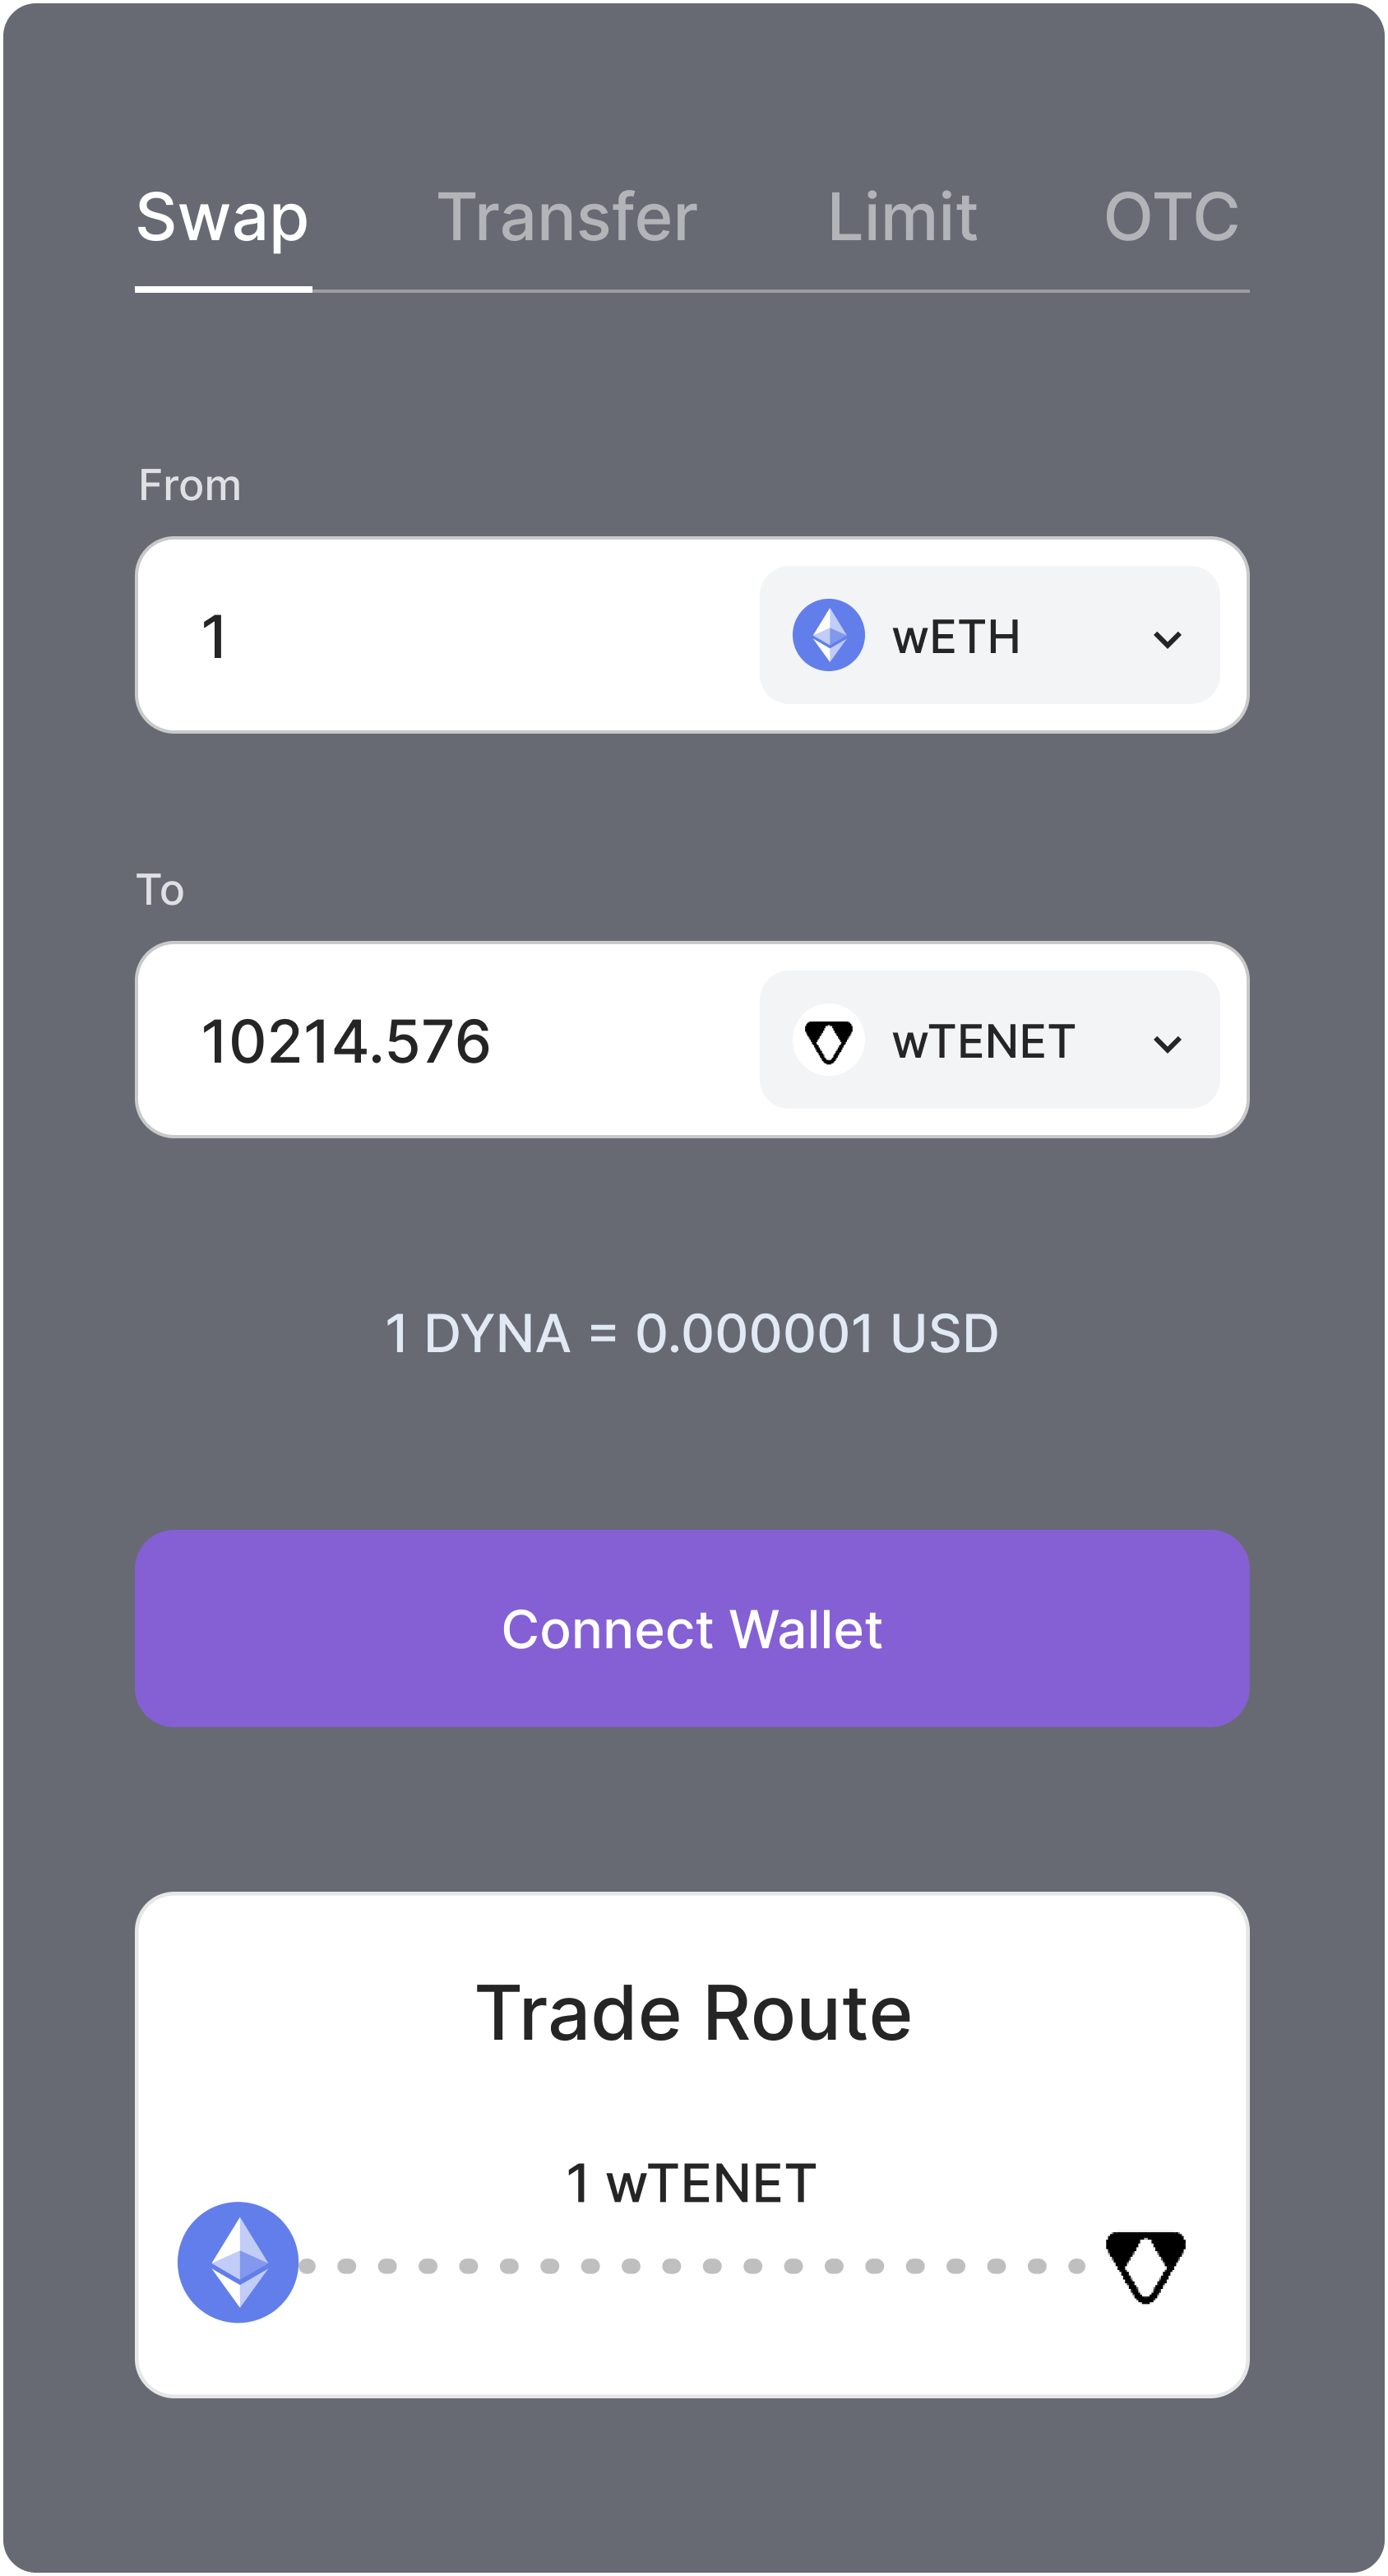 Swap Transfer Limit OTC
From
1 wETH
To
10214.576 wTENET
1 DYNA = 0.000001 USD
Connect Wallet
Trade Route
1 wTENET